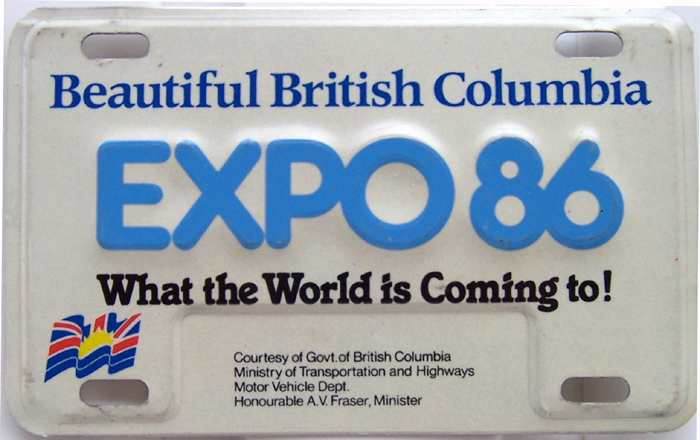 Beautiful British Columbia
EXPO 86
What the World is Coming to!
Courtesy of Govt. of British Columbia
Ministry of Transportation and Highways
Motor Vehicle Dept.
Honourable A.V. Fraser, Minister